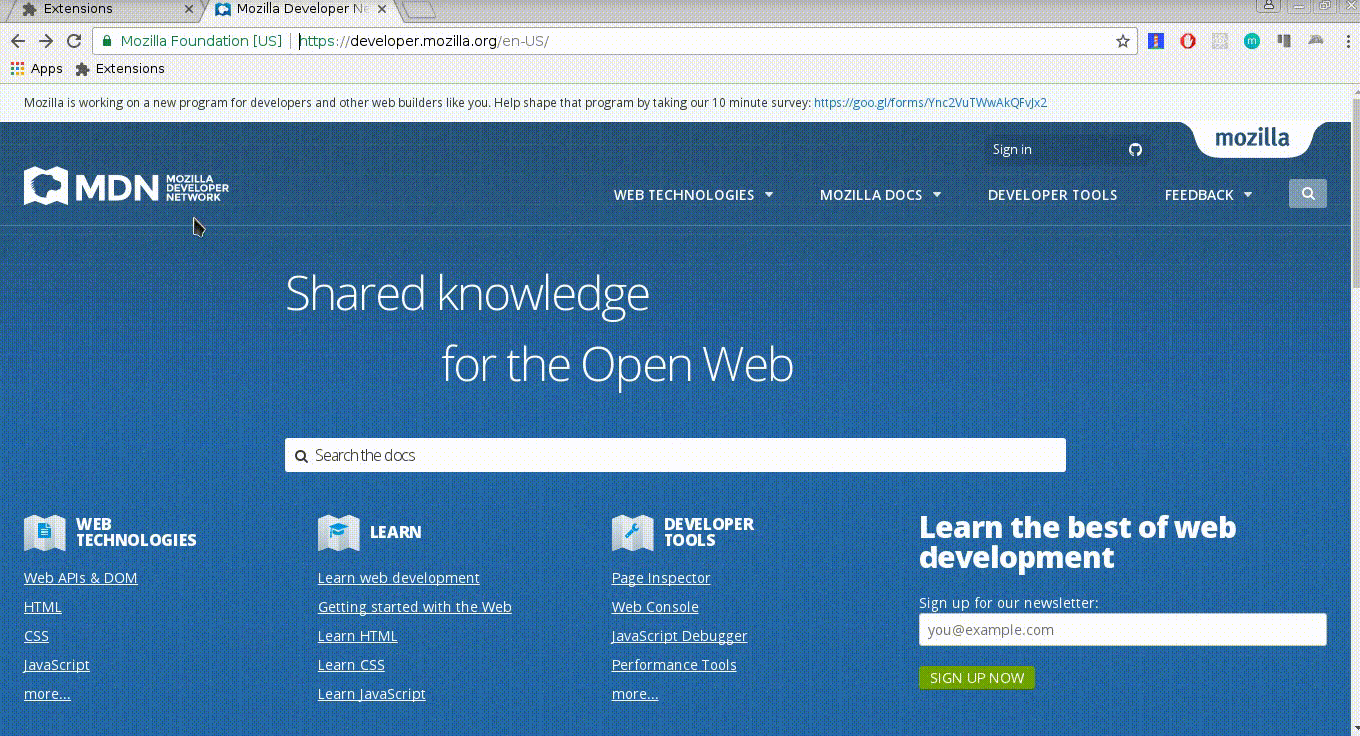 Extensions
Mozilla Developer Ne
Mozilla Foundation [US]
https://developer.mozilla.org/en-US/
Apps
Extensions
Mozilla is working on a new program for developers and other web builders like you. Help shape that program by taking our 10 minute survey: https://goo.gl/forms/Ync2VuTWwAkQFvJx2
mozilla
Sign in
MDN
MOZILLA
DEVELOPER
NETWORK
WEB TECHNOLOGIES
MOZILLA DOCS
DEVELOPER TOOLS
FEEDBACK
Shared knowledge
for the Open Web
Search the docs
WEB
TECHNOLOGIES
Web APIs & DOM
HTML
CSS
JavaScript
more...
LEARN
Learn web development
Getting started with the Web
Learn HTML
Learn CSS
Learn JavaScript
DEVELOPER
TOOLS
Page Inspector
Web Console
JavaScript Debugger
Performance Tools
more...
Learn the best of web
development
Sign up for our newsletter:
you@example.com
SIGN UP NOW